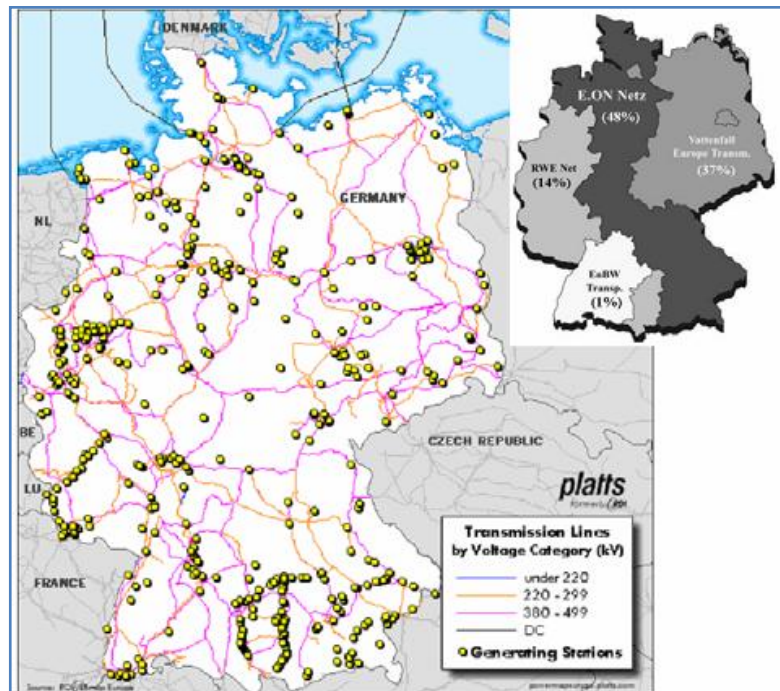 DENMARK
GERMANY
NL
BE
LU
FRANCE
CZECH REPUBLIC
E.ON Netz
(48%)
Vattenfall
Europe Transm.
(37%)
RWE Net
(14%)
EnBW
Transp.
(1%)
platts
Transmission Lines
by Voltage Category (kV)
under 220
220 - 299
380 - 499
DC
Generating Stations